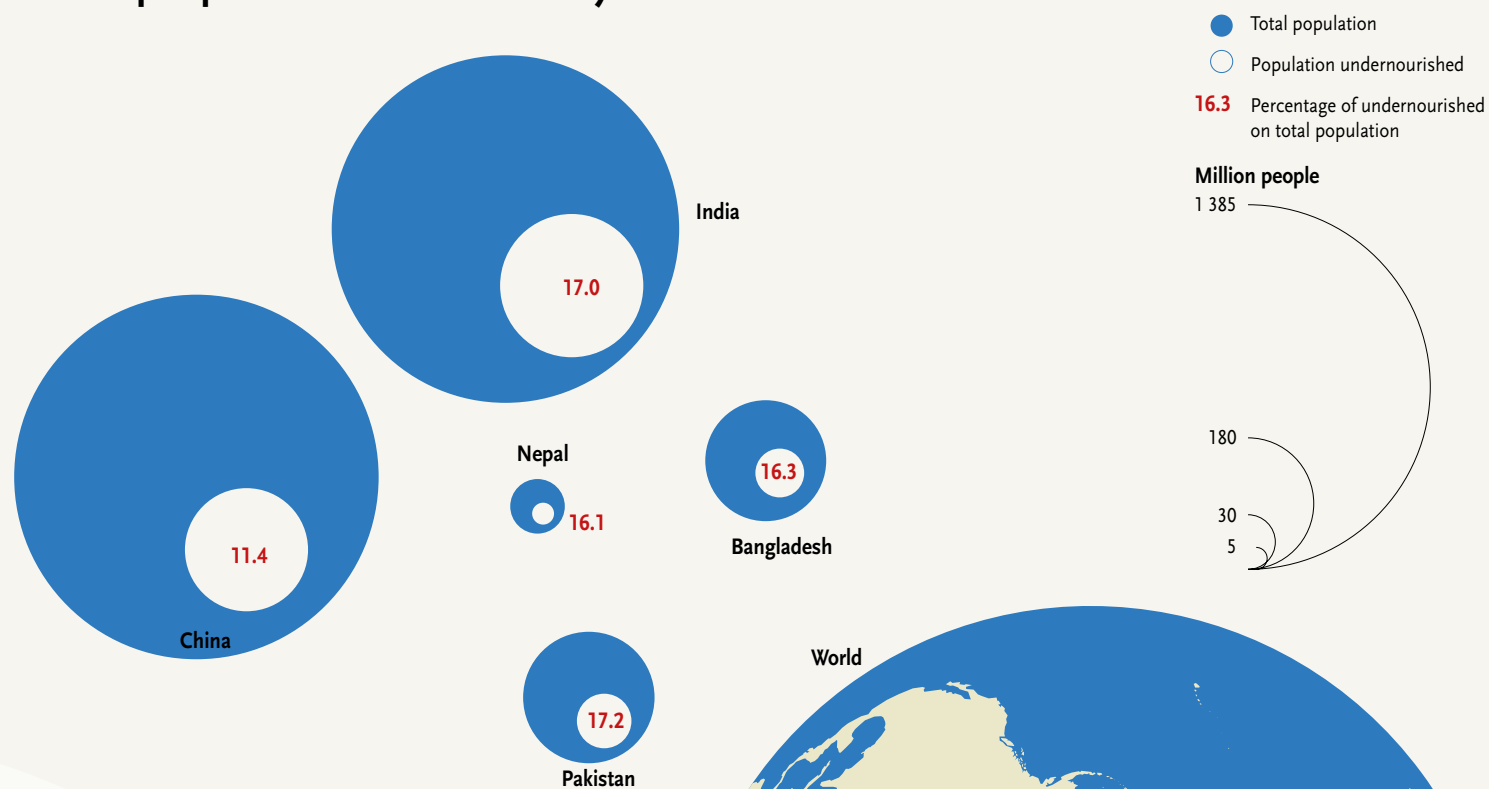 Total population
Population undernourished
16.3 Percentage of undernourished
on total population
Million people
1 385
180
30
5
India
17.0
11.4
China
Nepal
16.1
16.3
Bangladesh
17.2
Pakistan
World